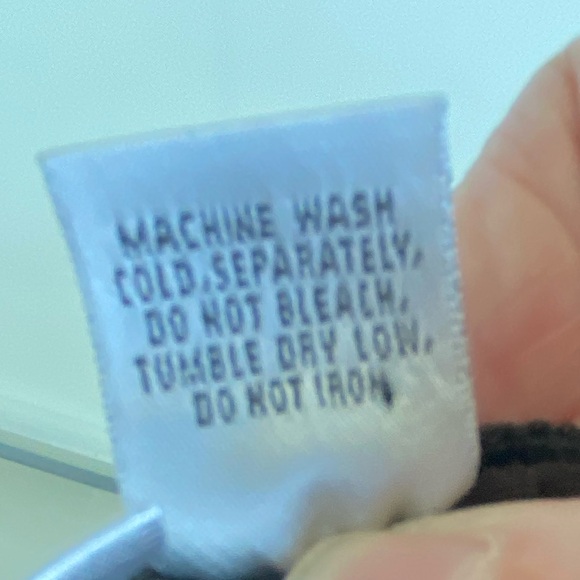 MACHINE WASH
COLD,SEPARATELY,
DO NOT BLEACH,
TUMBLE DRY LOW,
DO NOT IRON